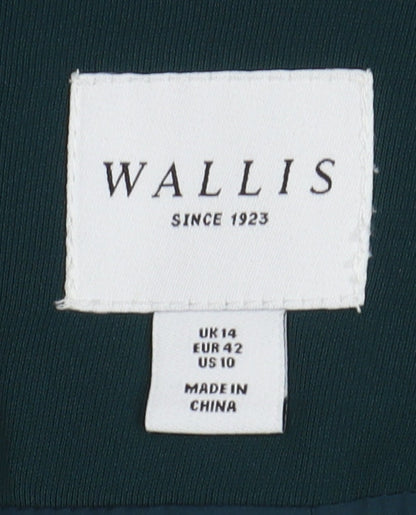 WALLIS
SINCE 1923
UK 14
EUR 42
US 10
MADE IN
CHINA